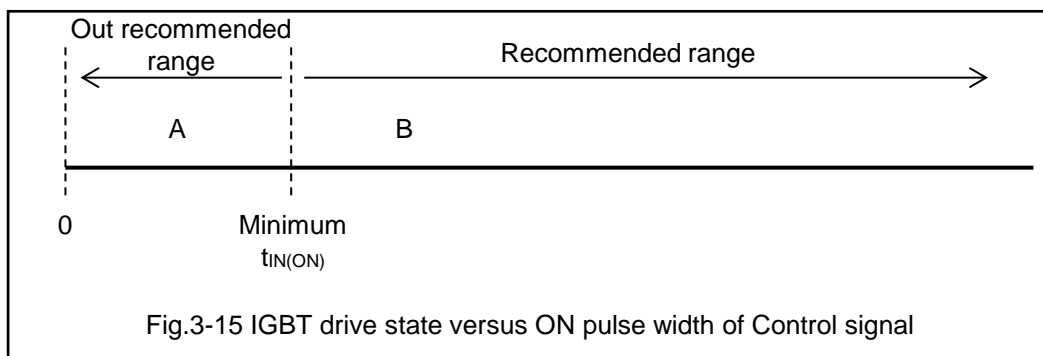 Out recommended
range
Recommended range
A
B
0
Minimum
tIN(ON)
Fig.3-15 IGBT drive state versus ON pulse width of Control signal